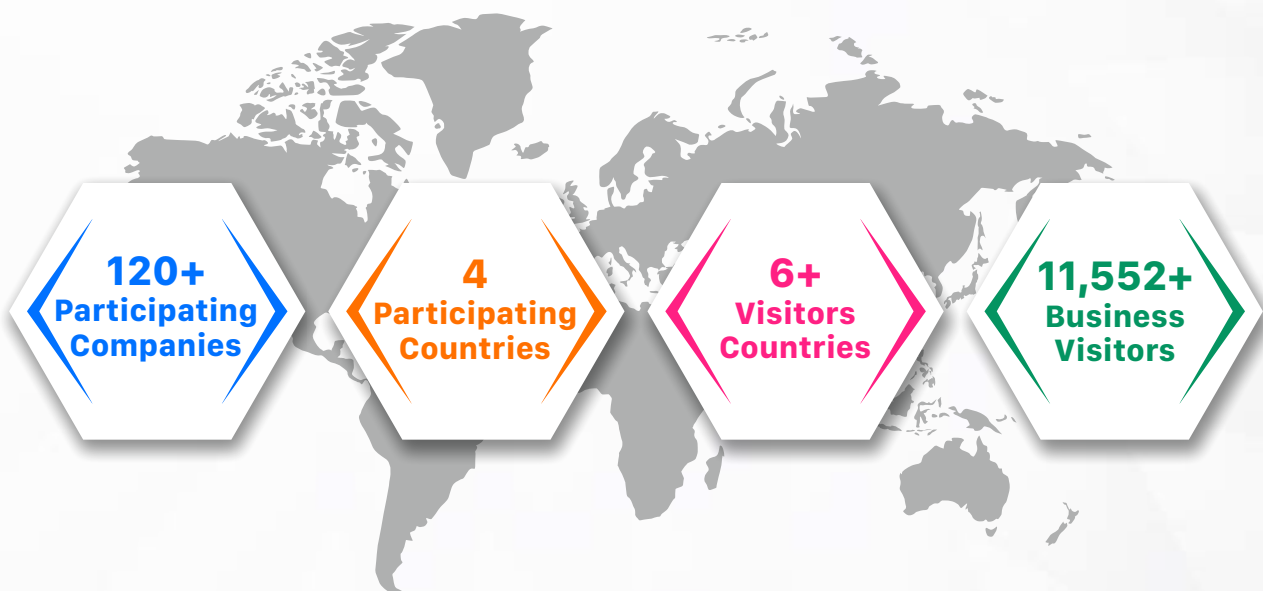 120+
Participating
Companies
4
Participating
Countries
6+
Visitors
Countries
11,552+
Business
Visitors